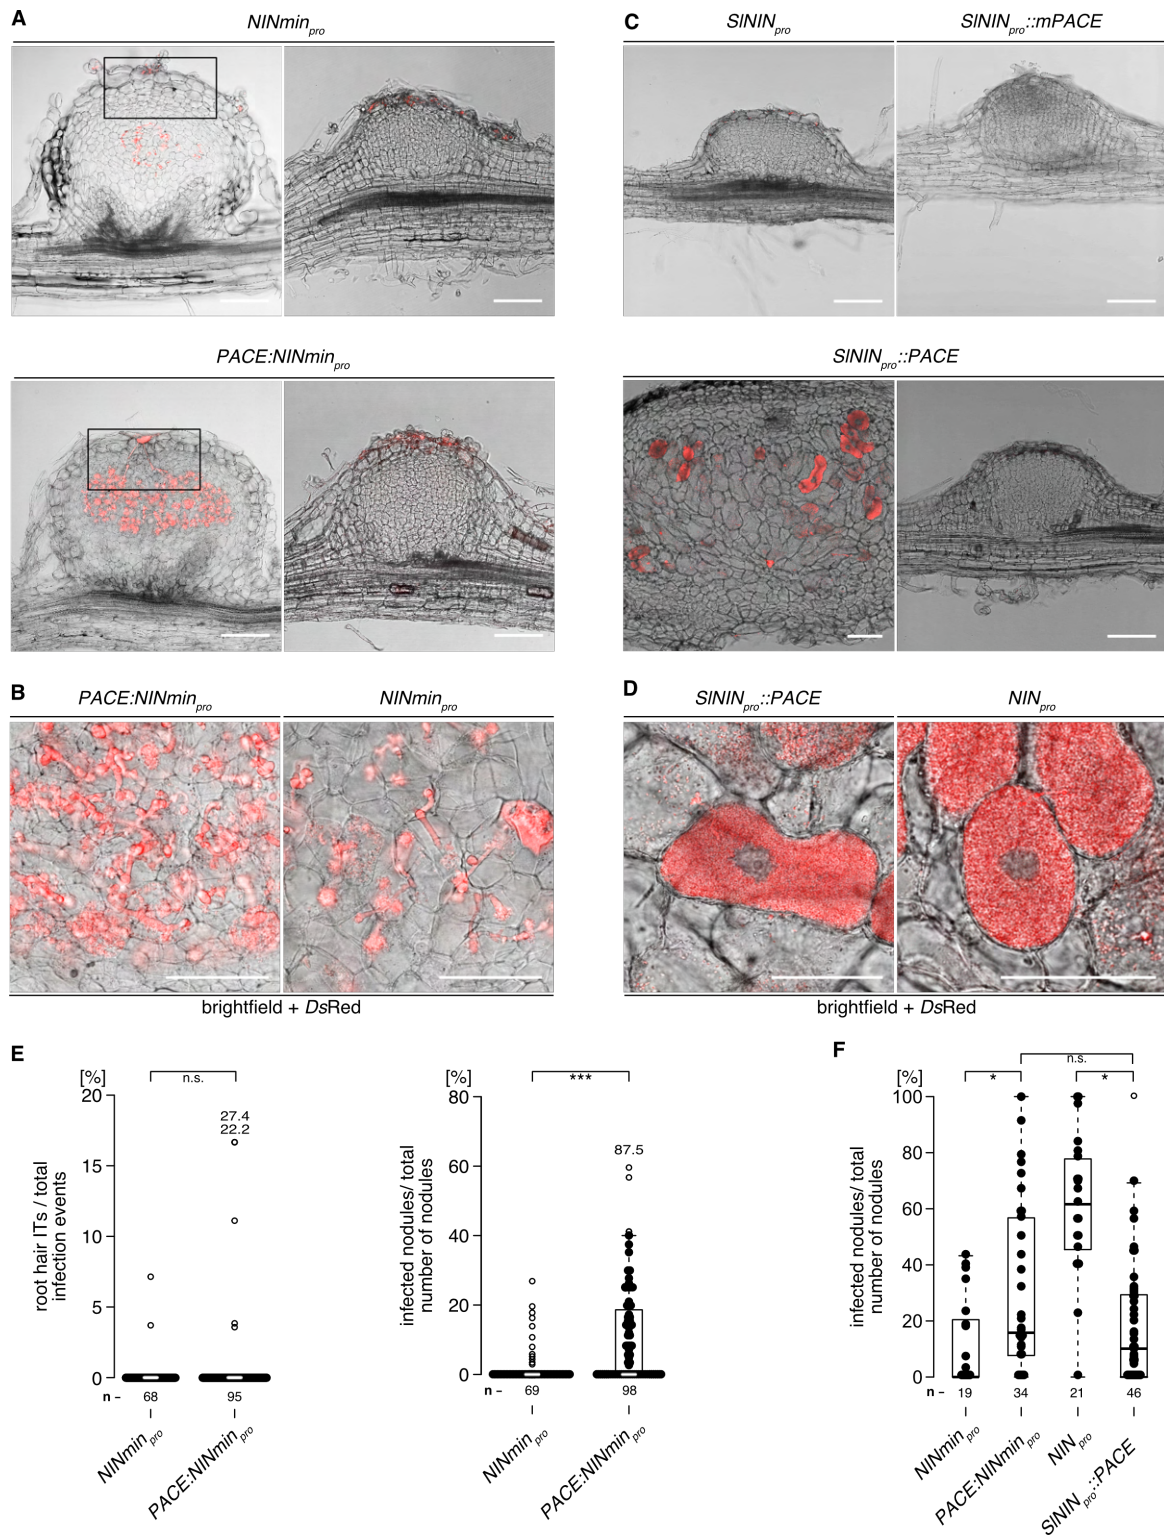 A
NINmin pro
C
SlNIN pro
SlNIN pro::mPACE
PACE:NINmin pro
SlNIN pro::PACE
B
PACE:NINmin pro
NINmin pro
D
SlNIN pro::PACE
NIN pro
brightfield + DsRed
brightfield + DsRed
E
[%]
n.s.
20
15
10
5
0
27.4
22.2
root hair ITs / total
infection events
n –
68
95
NINmin pro
PACE:NINmin pro
[%]
***
80
60
40
20
0
87.5
infected nodules/ total
number of nodules
n –
69
98
NINmin pro
PACE:NINmin pro
F
n.s.
[%]
*
*
100
80
60
40
20
0
infected nodules/ total
number of nodules
n –
19
34
21
46
NINmin pro
PACE:NINmin pro
NIN pro
SlNIN pro::PACE